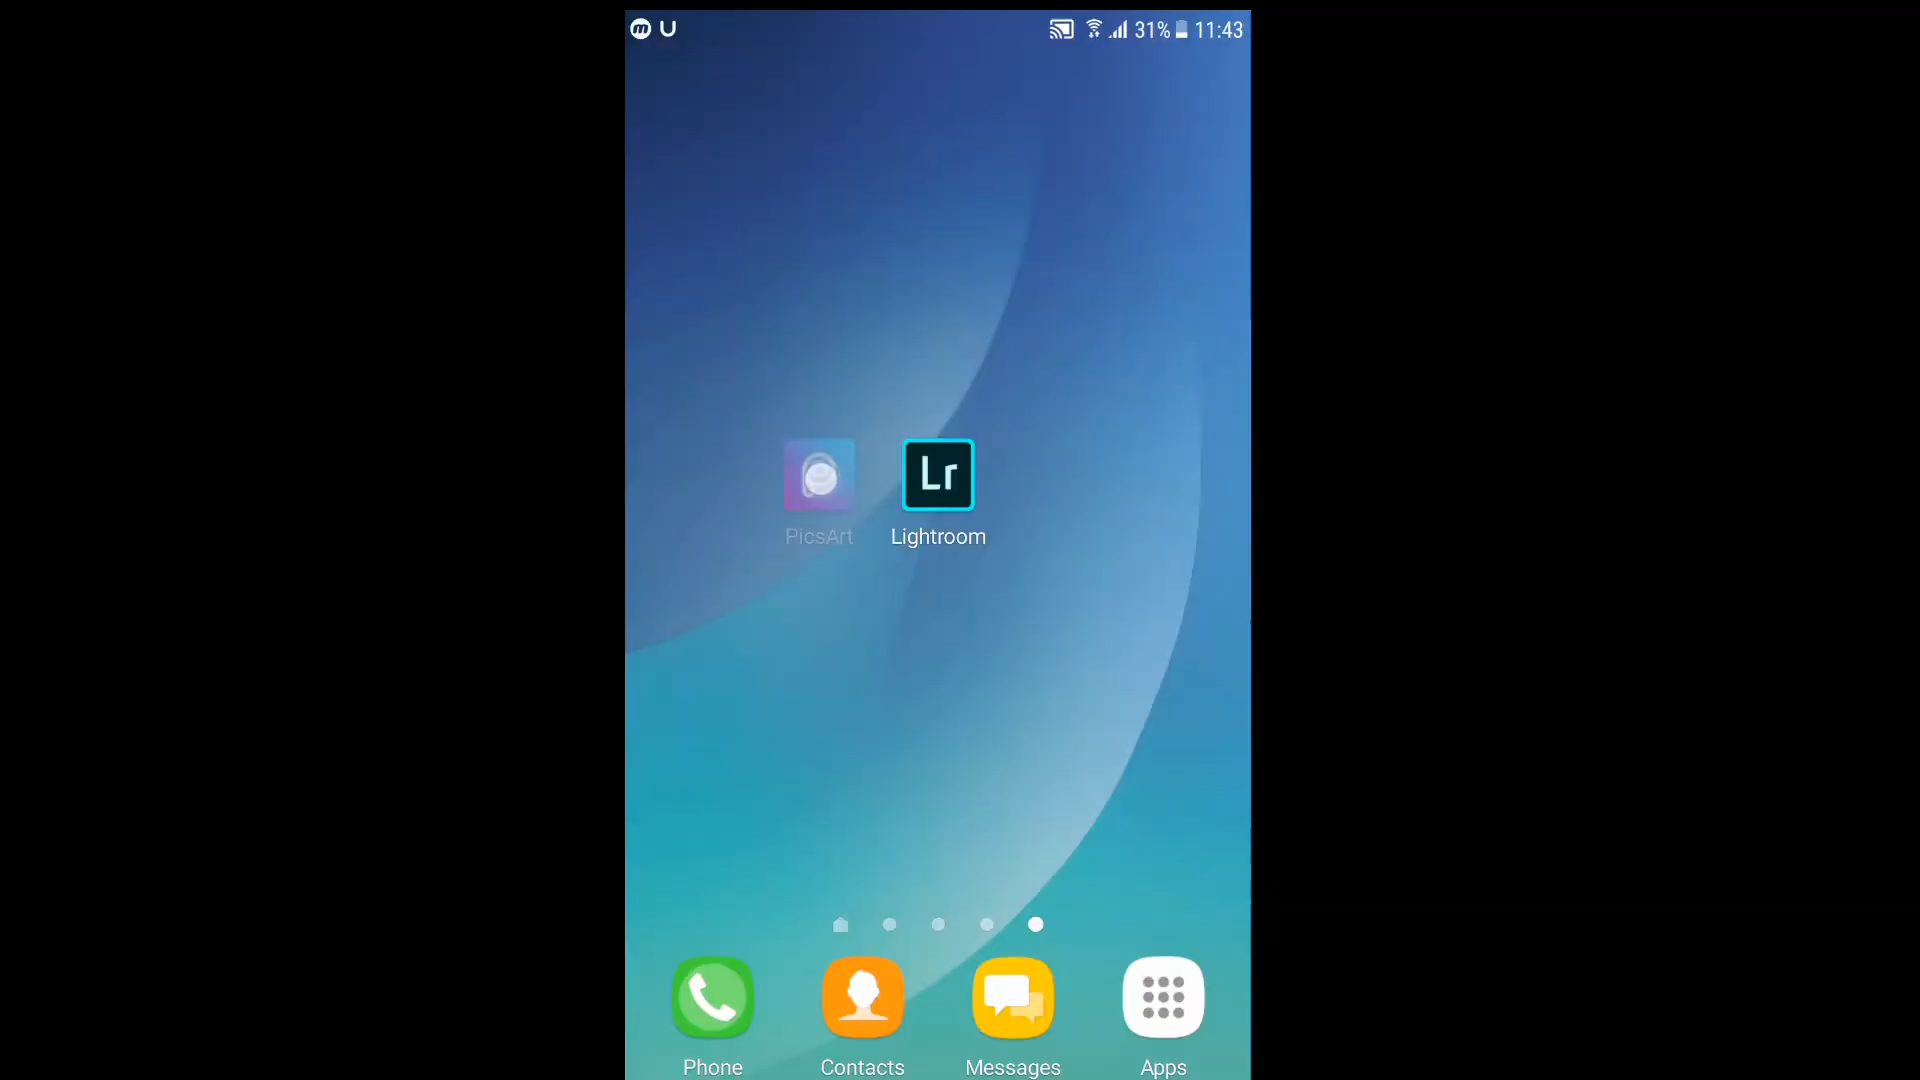 m U 31% 11:43
PicsArt Lr Lightroom
Phone Contacts Messages Apps